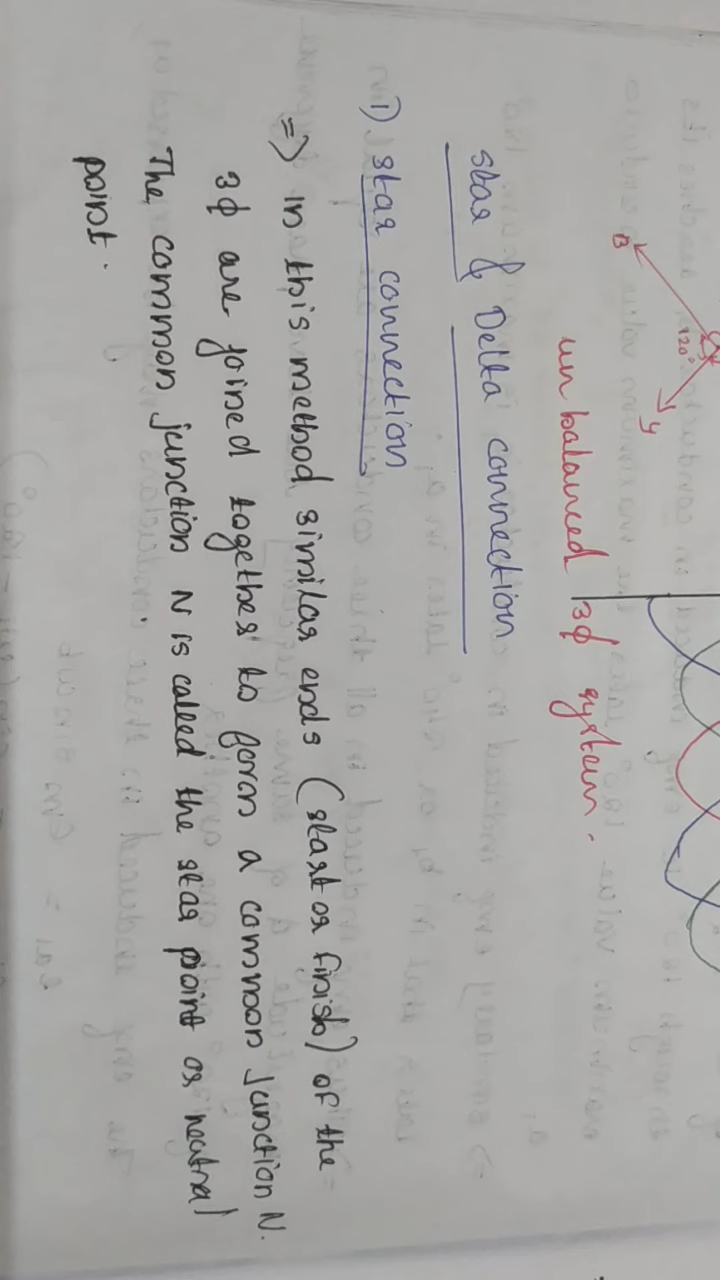 B
120°
y
un balanced 3φ system.
star & Delta connection
1) star connection
=> in this method similar ends (start or finish) of the
3φ are joined together to form a common junction N.
The common junction N is called the star point or neutral
point.